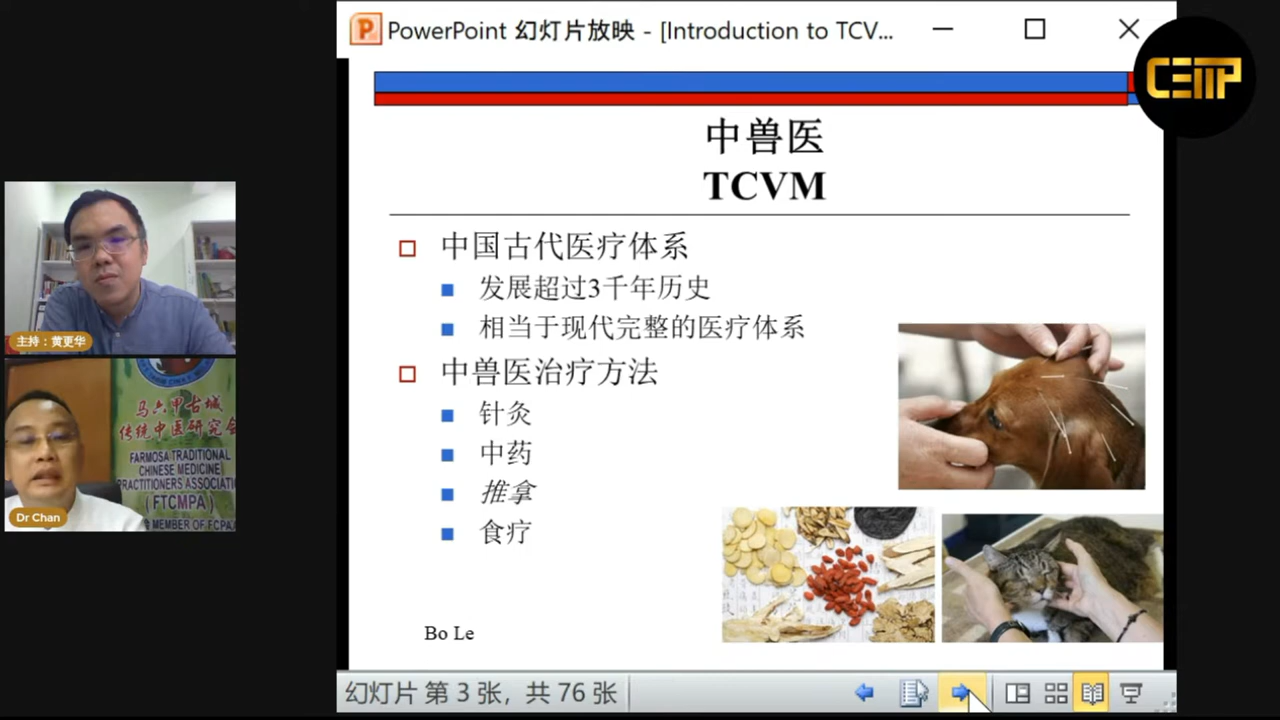 PowerPoint 幻灯片放映 - [Introduction to TCV...
CEMP
中兽医
TCVM
中国古代医疗体系
发展超过3千年历史
相当于现代完整的医疗体系
中兽医治疗方法
针灸
中药
推拿
食疗
Bo Le
幻灯片 第 3 张，共 76 张
主持：黄更华
马六甲古城
传统中医研究会
FARMOSA TRADITIONAL
CHINESE MEDICINE
PRACTITIONERS ASSOCIATI
( FTCMPA )
MEMBER OF FCPA
Dr Chan